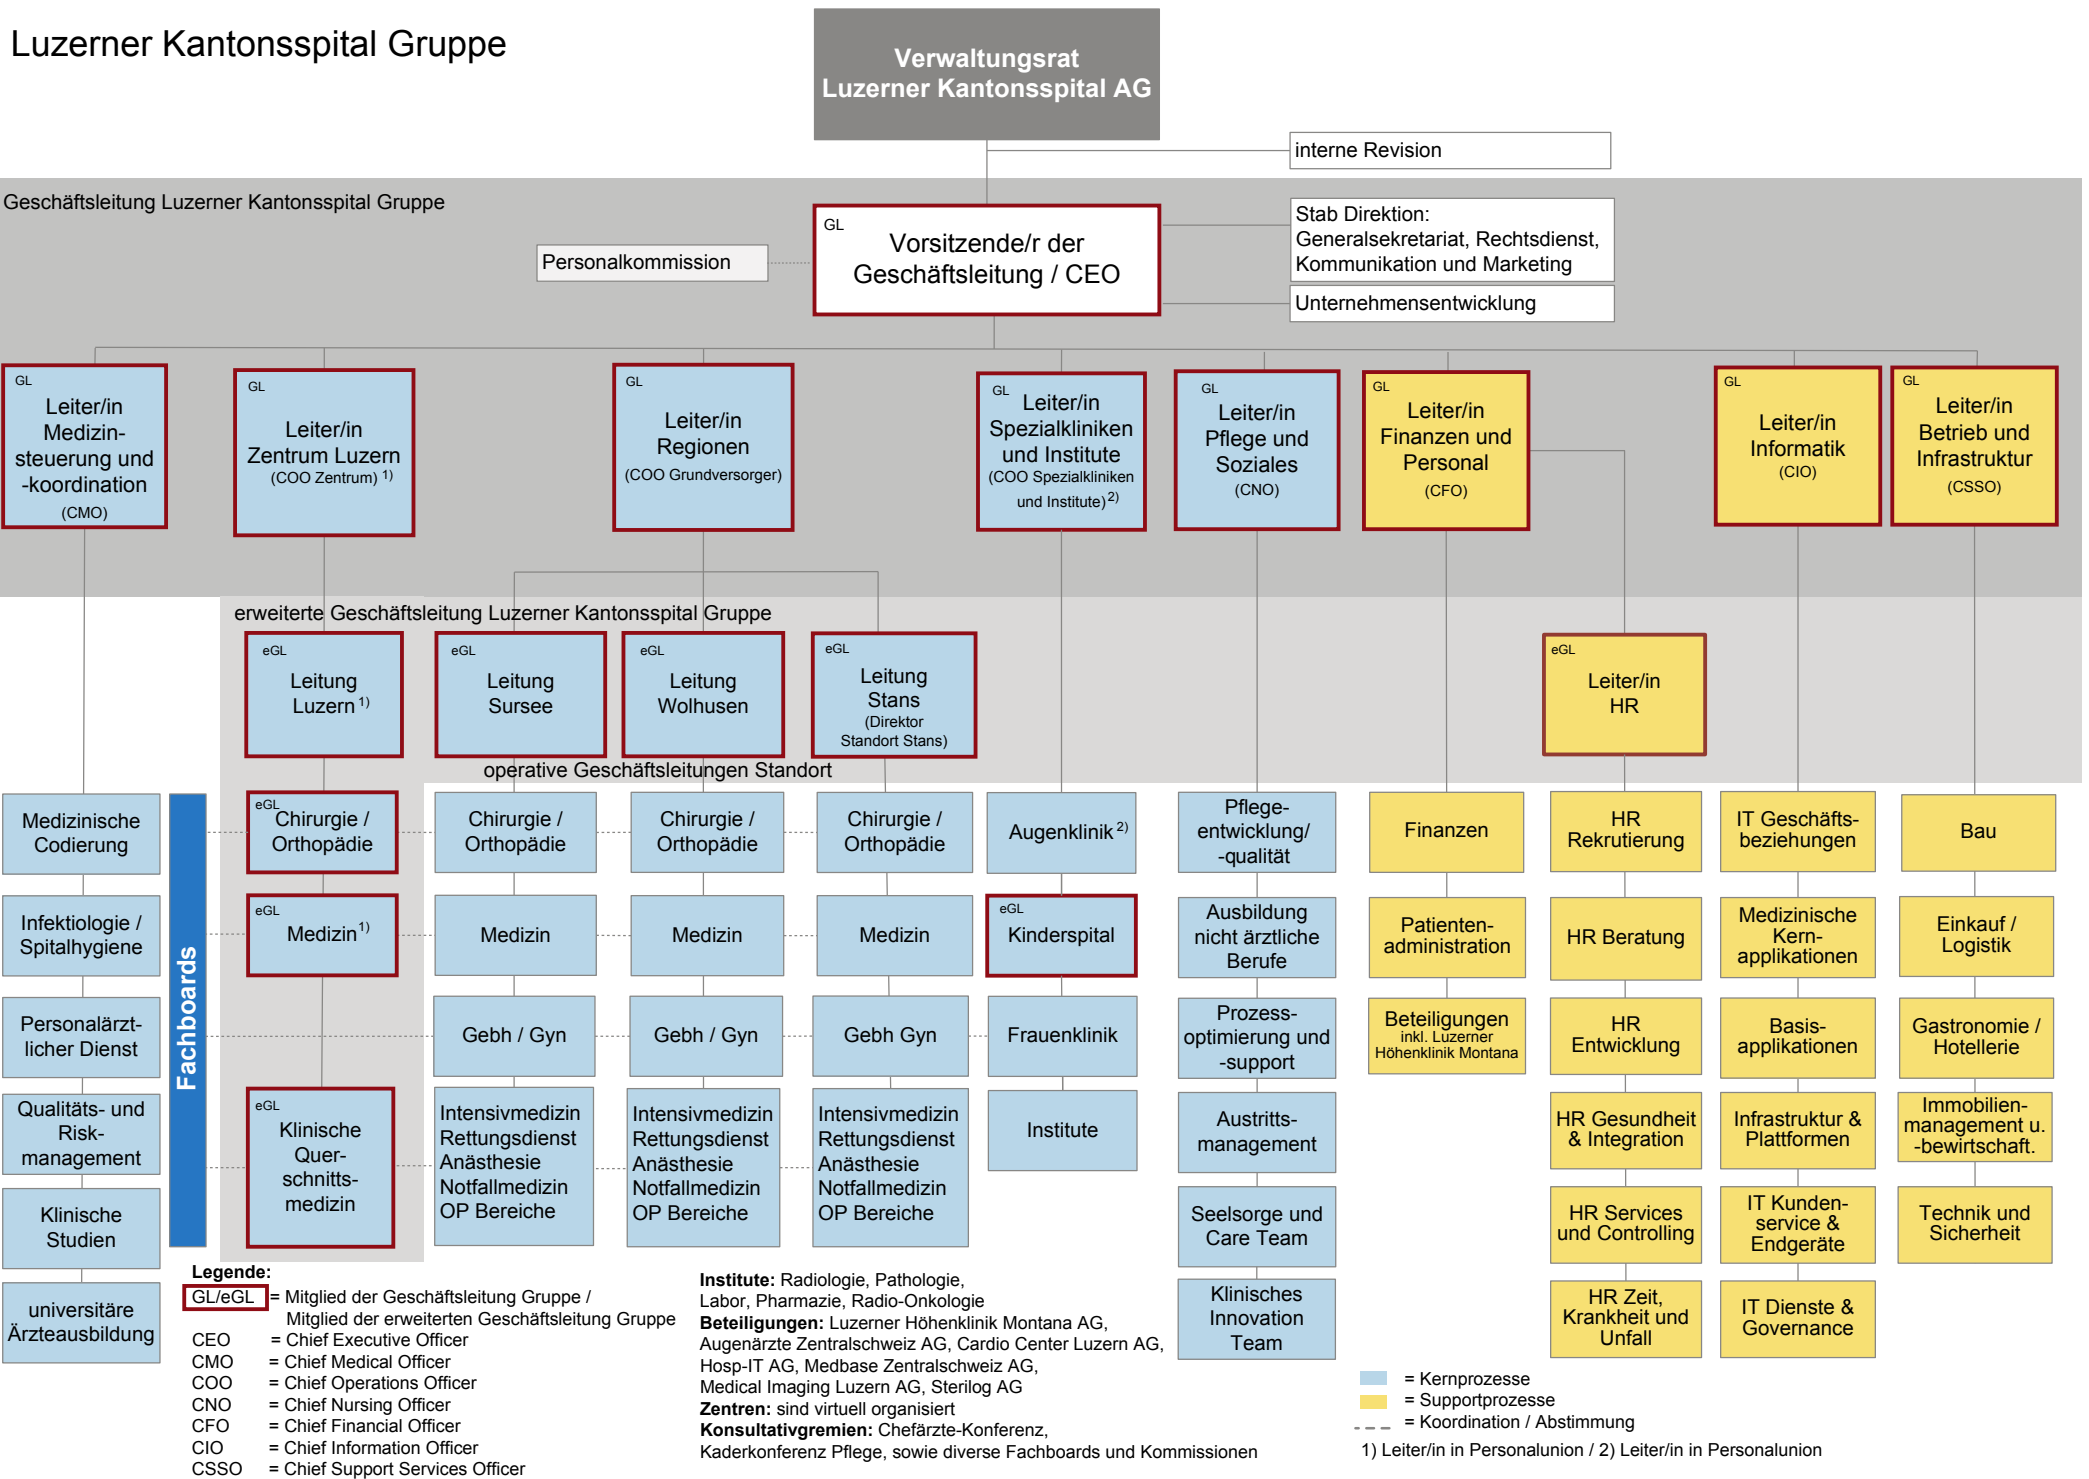 Luzerner Kantonsspital Gruppe
Verwaltungsrat
Luzerner Kantonsspital AG
interne Revision
Geschäftsleitung Luzerner Kantonsspital Gruppe
GL
Vorsitzende/r der
Geschäftsleitung / CEO
Personalkommission
Stab Direktion:
Generalsekretariat, Rechtsdienst,
Kommunikation und Marketing
Unternehmensentwicklung
GL
Leiter/in
Medizin-
steuerung und
-koordination
(CMO)
GL
Leiter/in
Zentrum Luzern
(COO Zentrum) 1)
GL
Leiter/in
Regionen
(COO Grundversorger)
GL
Leiter/in
Spezialkliniken
und Institute
(COO Spezialkliniken
und Institute) 2)
GL
Leiter/in
Pflege und
Soziales
(CNO)
GL
Leiter/in
Finanzen und
Personal
(CFO)
GL
Leiter/in
Informatik
(CIO)
GL
Leiter/in
Betrieb und
Infrastruktur
(CSSO)
erweiterte Geschäftsleitung Luzerner Kantonsspital Gruppe
eGL
Leitung
Luzern 1)
eGL
Leitung
Sursee
eGL
Leitung
Wolhusen
eGL
Leitung
Stans
(Direktor
Standort Stans)
eGL
Leiter/in
HR
operative Geschäftsleitungen Standort
Medizinische
Codierung
Infektiologie /
Spitalhygiene
Personalärzt-
licher Dienst
Qualitäts- und
Risk-
management
Klinische
Studien
universitäre
Ärzteausbildung
Fachboards
eGL
Chirurgie /
Orthopädie
eGL
Medizin 1)
eGL
Klinische
Quer-
schnitts-
medizin
Chirurgie /
Orthopädie
Medizin
Gebh / Gyn
Intensivmedizin
Rettungsdienst
Anästhesie
Notfallmedizin
OP Bereiche
Chirurgie /
Orthopädie
Medizin
Gebh / Gyn
Intensivmedizin
Rettungsdienst
Anästhesie
Notfallmedizin
OP Bereiche
Chirurgie /
Orthopädie
Medizin
Gebh Gyn
Intensivmedizin
Rettungsdienst
Anästhesie
Notfallmedizin
OP Bereiche
Augenklinik 2)
eGL
Kinderspital
Frauenklinik
Institute
Pflege-
entwicklung/
-qualität
Ausbildung
nicht ärztliche
Berufe
Prozess-
optimierung und
-support
Austritts-
management
Seelsorge und
Care Team
Klinisches
Innovation
Team
Finanzen
Patienten-
administration
Beteiligungen
inkl. Luzerner
Höhenklinik Montana
HR
Rekrutierung
HR Beratung
HR
Entwicklung
HR Gesundheit
& Integration
HR Services
und Controlling
HR Zeit,
Krankheit und
Unfall
IT Geschäfts-
beziehungen
Medizinische
Kern-
applikationen
Basis-
applikationen
Infrastruktur &
Plattformen
IT Kunden-
service &
Endgeräte
IT Dienste &
Governance
Bau
Einkauf /
Logistik
Gastronomie /
Hotellerie
Immobilien-
management u.
-bewirtschaft.
Technik und
Sicherheit
Legende:
GL/eGL = Mitglied der Geschäftsleitung Gruppe /
Mitglied der erweiterten Geschäftsleitung Gruppe
CEO = Chief Executive Officer
CMO = Chief Medical Officer
COO = Chief Operations Officer
CNO = Chief Nursing Officer
CFO = Chief Financial Officer
CIO = Chief Information Officer
CSSO = Chief Support Services Officer
Institute: Radiologie, Pathologie,
Labor, Pharmazie, Radio-Onkologie
Beteiligungen: Luzerner Höhenklinik Montana AG,
Augenärzte Zentralschweiz AG, Cardio Center Luzern AG,
Hosp-IT AG, Medbase Zentralschweiz AG,
Medical Imaging Luzern AG, Sterilog AG
Zentren: sind virtuell organisiert
Konsultativgremien: Chefärzte-Konferenz,
Kaderkonferenz Pflege, sowie diverse Fachboards und Kommissionen
= Kernprozesse
= Supportprozesse
= Koordination / Abstimmung
1) Leiter/in in Personalunion / 2) Leiter/in in Personalunion